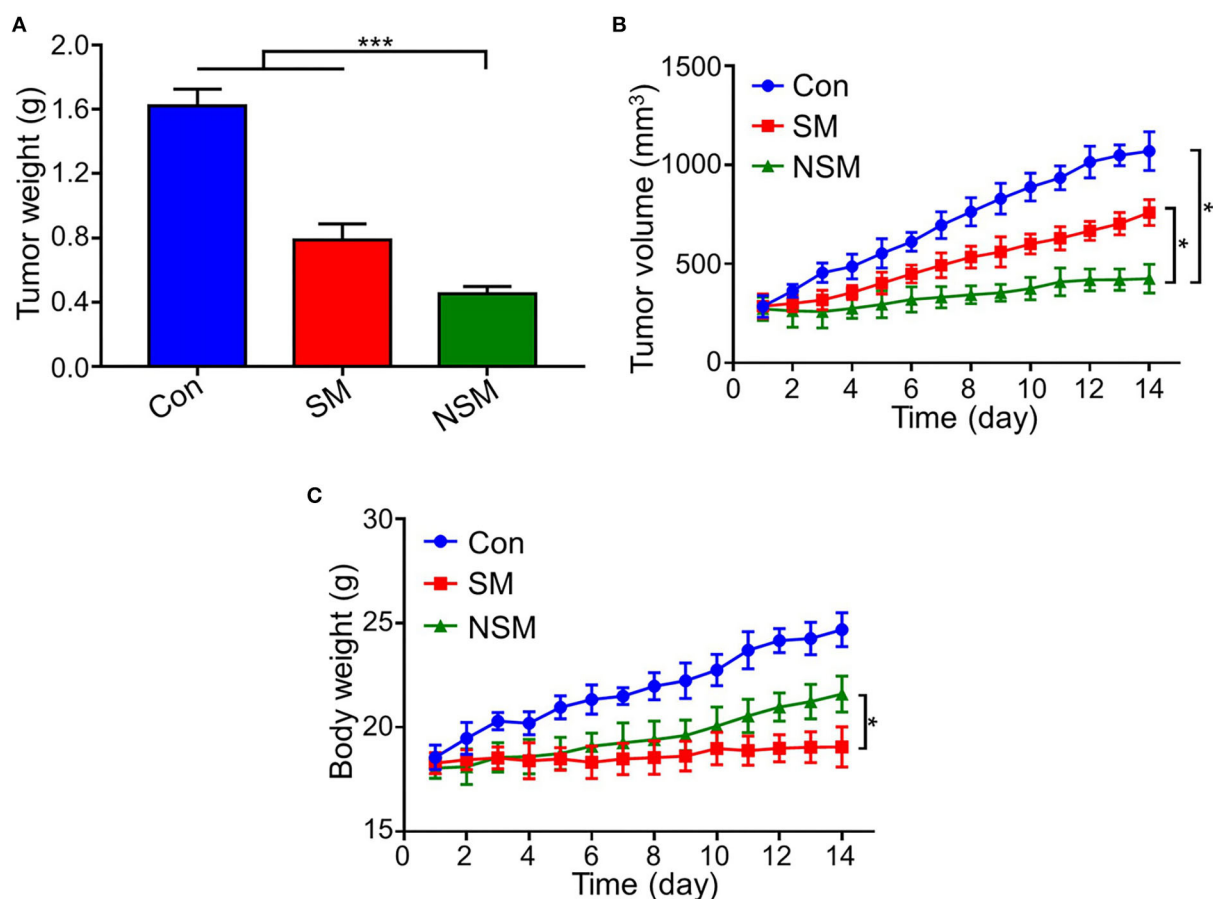 A
Tumor weight (g)
2.0
1.6
1.2
0.8
0.4
0.0
***
Con
SM
NSM
B
Tumor volume (mm³)
1500
1000
500
0
Con
SM
NSM
*
*
0 2 4 6 8 10 12 14
Time (day)
C
Body weight (g)
30
25
20
15
Con
SM
NSM
*
0 2 4 6 8 10 12 14
Time (day)